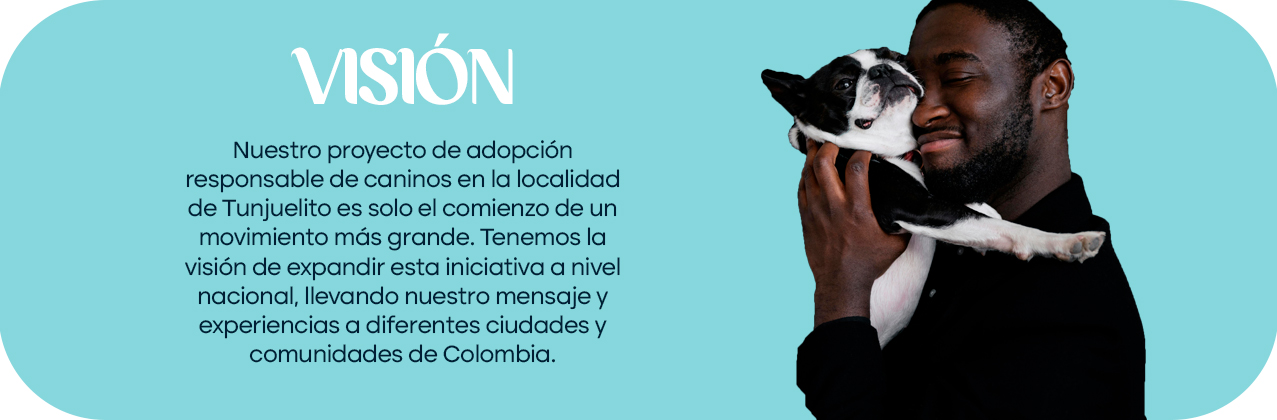 VISIÓN
Nuestro proyecto de adopción
responsable de caninos en la localidad
de Tunjuelito es solo el comienzo de un
movimiento más grande. Tenemos la
visión de expandir esta iniciativa a nivel
nacional, llevando nuestro mensaje y
experiencias a diferentes ciudades y
comunidades de Colombia.